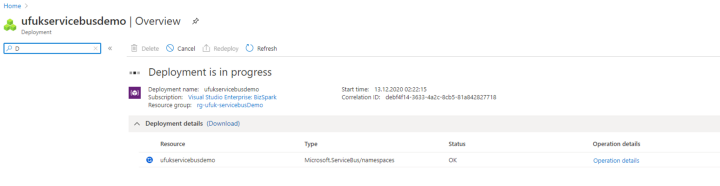 Home >
ufukservicebusdemo | Overview
Deployment
D
Delete Cancel Redeploy Refresh
Deployment is in progress
Deployment name: ufukservicebusdemo Start time: 13.12.2020 02:22:15
Subscription: Visual Studio Enterprise: BizSpark Correlation ID: debf4f14-3633-4a2c-8cb5-81a842827718
Resource group: rg-ufuk-servicebusDemo
Deployment details (Download)
Resource Type Status Operation details
ufukservicebusdemo Microsoft.ServiceBus/namespaces OK Operation details